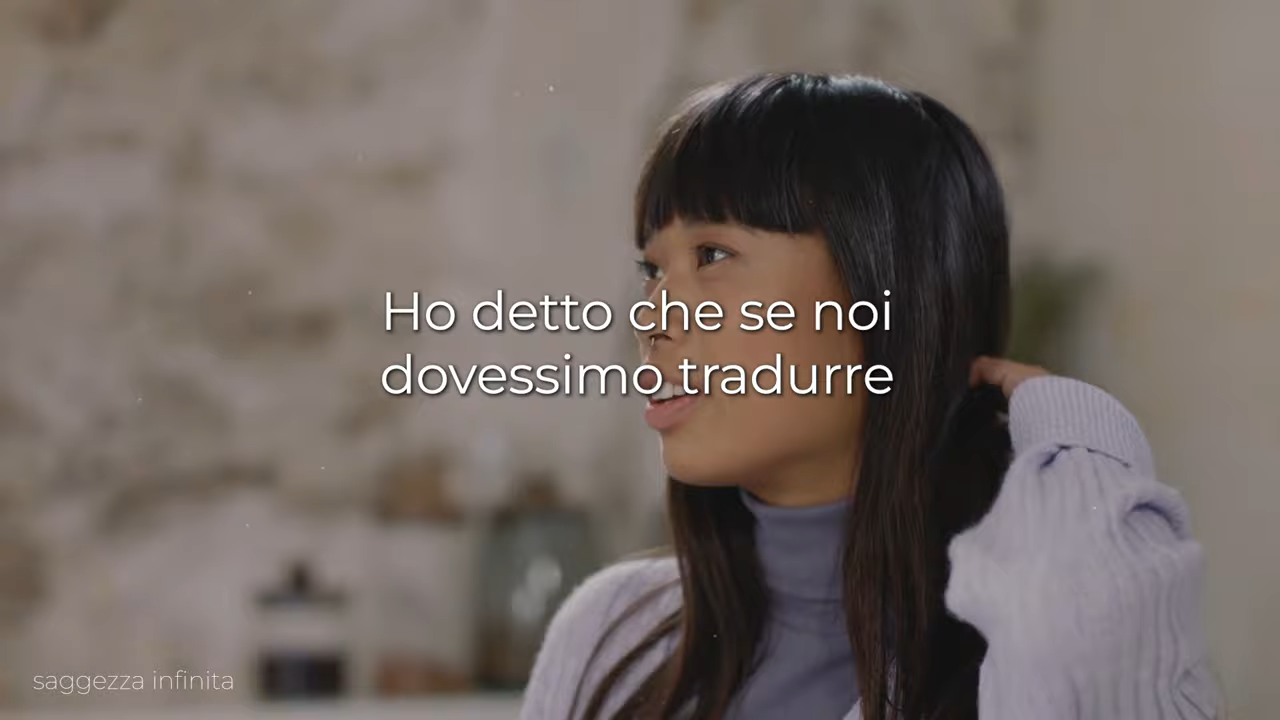 Ho detto che se noi
dovessimo tradurre
saggezza infinita